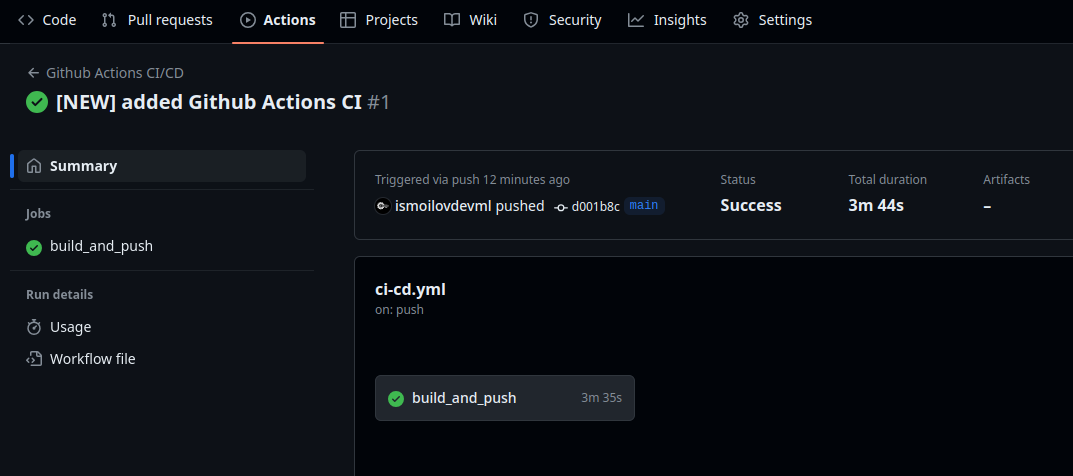 Code Pull requests Actions Projects Wiki Security Insights Settings
Github Actions CI/CD
[NEW] added Github Actions CI #1
Summary
Jobs
build_and_push
Run details
Usage
Workflow file
Triggered via push 12 minutes ago
ismoilovdevml pushed d001b8c main
Status
Success
Total duration
3m 44s
Artifacts
–
ci-cd.yml
on: push
build_and_push 3m 35s